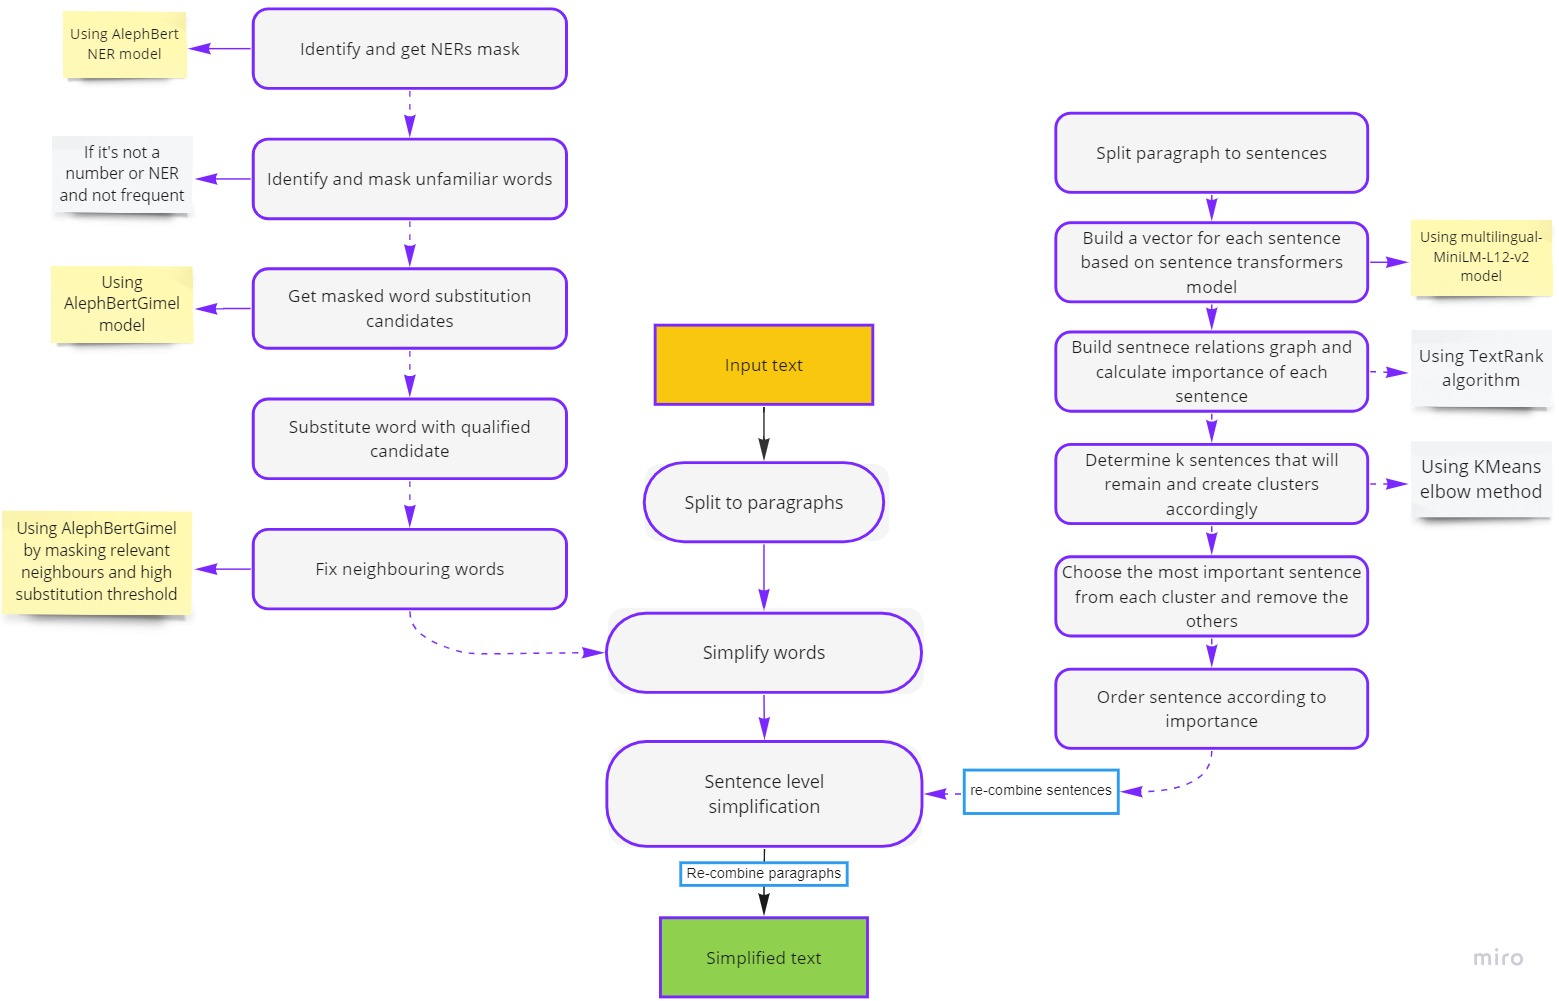 Using AlephBert
NER model
Identify and get NERs mask
If it's not a
number or NER
and not frequent
Identify and mask unfamiliar words
Using
AlephBertGimel
model
Get masked word substitution
candidates
Substitute word with qualified
candidate
Using AlephBertGimel
by masking relevant
neighbours and high
substitution threshold
Fix neighbouring words
Input text
Split to paragraphs
Simplify words
Sentence level
simplification
Re-combine paragraphs
Simplified text
Split paragraph to sentences
Build a vector for each sentence
based on sentence transformers
model
Using multilingual-
MiniLM-L12-v2
model
Build sentnece relations graph and
calculate importance of each
sentence
Using TextRank
algorithm
Determine k sentences that will
remain and create clusters
accordingly
Using KMeans
elbow method
Choose the most important sentence
from each cluster and remove the
others
Order sentence according to
importance
re-combine sentences
miro